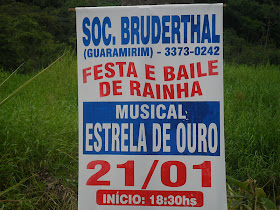 SOC. BRUDERTHAL
(GUARAMIRIM) - 3373-0242
FESTA E BAILE
DE RAINHA
MUSICAL
ESTRELA DE OURO
21/01
INÍCIO: 18:30hs